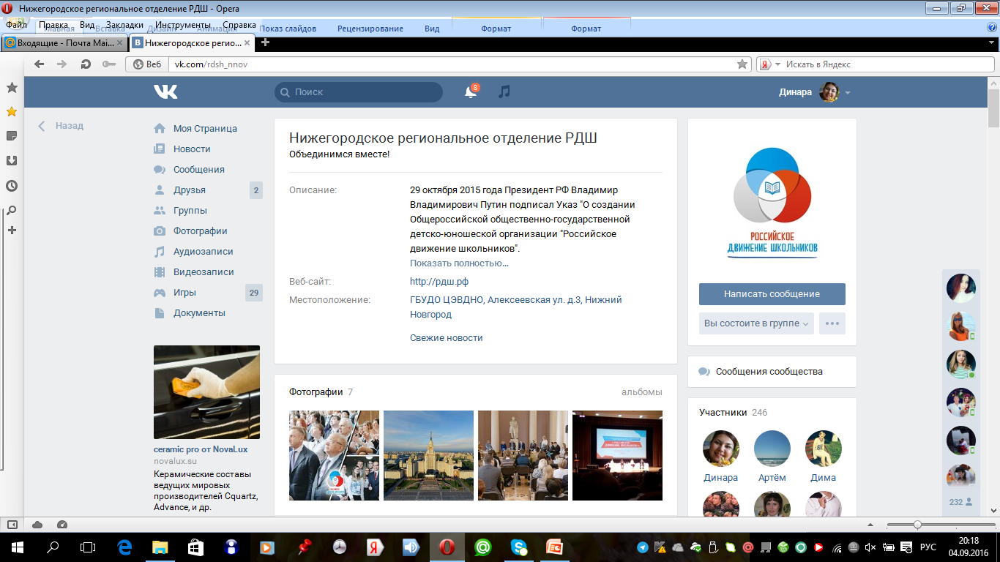 Нижегородское региональное отделение РДШ - Opera
Файл Правка Вид Закладки Инструменты Справка
Главная Вставка Дизайн Анимация Показ слайдов Рецензирование Вид Формат Формат
Входящие - Почта Mai...
Нижегородское регио...
Веб vk.com/rdsh_nnov
Искать в Яндекс
Поиск
8
Динара
Назад
Моя Страница
Новости
Сообщения
Друзья 2
Группы
Фотографии
Аудиозаписи
Видеозаписи
Игры 29
Документы
ceramic pro от NovaLux
novalux.su
Керамические составы
ведущих мировых
производителей Cquartz,
Advance, и др.
Нижегородское региональное отделение РДШ
Объединимся вместе!
Описание: 29 октября 2015 года Президент РФ Владимир
Владимирович Путин подписал Указ "О создании
Общероссийской общественно-государственной
детско-юношеской организации "Российское
движение школьников".
Показать полностью...
Веб-сайт: http://рдш.рф
Местоположение: ГБУДО ЦЭВДНО, Алексеевская ул. д.3, Нижний
Новгород
Свежие новости
Фотографии 7 альбомы
РОССИЙСКОЕ
ДВИЖЕНИЕ ШКОЛЬНИКОВ
Написать сообщение
Вы состоите в группе
Сообщения сообщества
Участники 246
Динара Артём Дима
232
РУС
20:18
04.09.2016